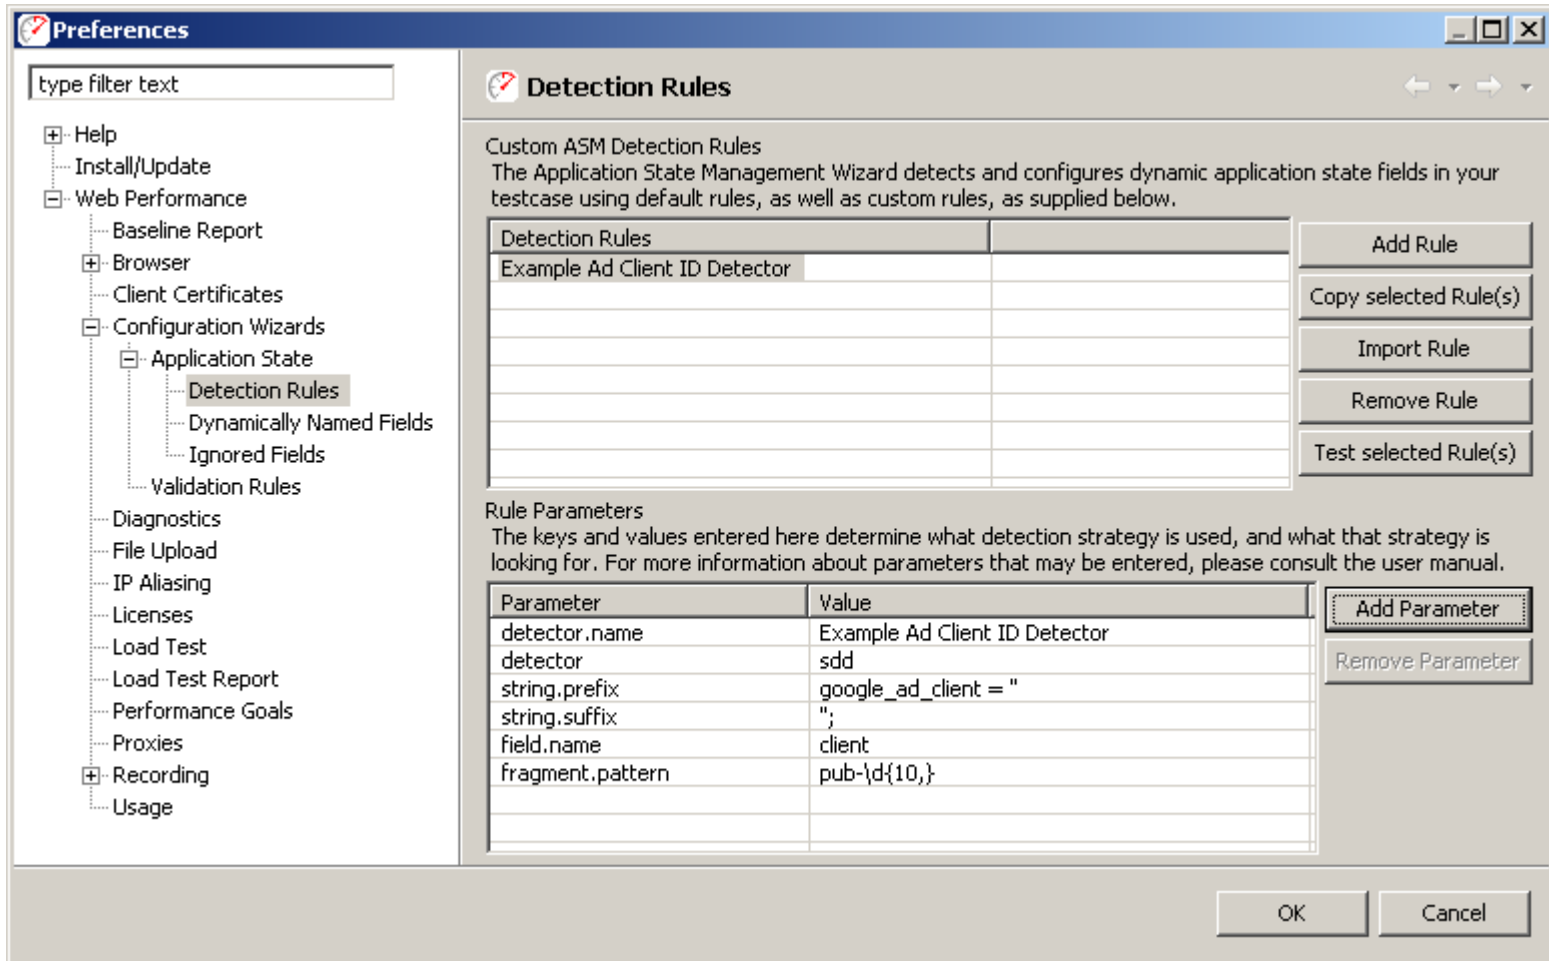 Preferences
type filter text
Help
Install/Update
Web Performance
Baseline Report
Browser
Client Certificates
Configuration Wizards
Application State
Detection Rules
Dynamically Named Fields
Ignored Fields
Validation Rules
Diagnostics
File Upload
IP Aliasing
Licenses
Load Test
Load Test Report
Performance Goals
Proxies
Recording
Usage
Detection Rules
Custom ASM Detection Rules
The Application State Management Wizard detects and configures dynamic application state fields in your
testcase using default rules, as well as custom rules, as supplied below.
Detection Rules
Example Ad Client ID Detector
Add Rule
Copy selected Rule(s)
Import Rule
Remove Rule
Test selected Rule(s)
Rule Parameters
The keys and values entered here determine what detection strategy is used, and what that strategy is
looking for. For more information about parameters that may be entered, please consult the user manual.
Parameter Value
detector.name Example Ad Client ID Detector
detector sdd
string.prefix google_ad_client = "
string.suffix ";
field.name client
fragment.pattern pub-\d{10,}
Add Parameter
Remove Parameter
OK Cancel